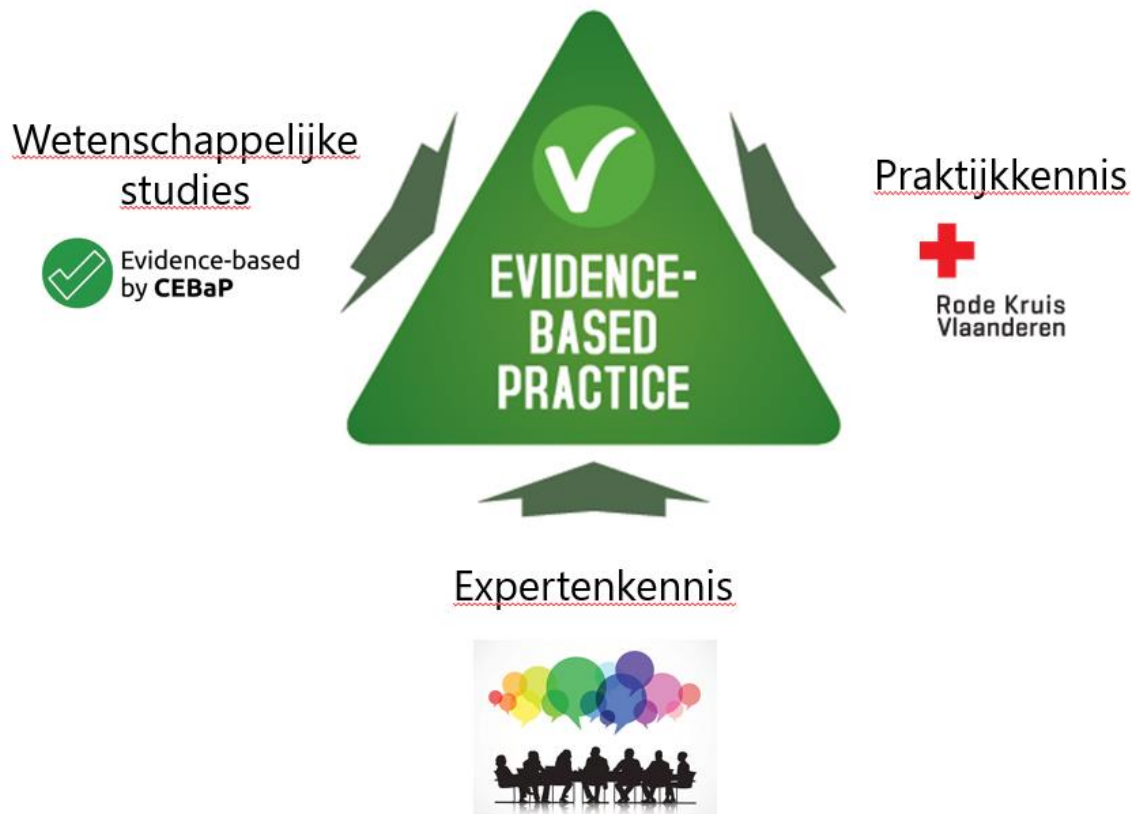 Wetenschappelijke
studies
Evidence-based
by CEBaP
EVIDENCE-
BASED
PRACTICE
Praktijkkennis
Rode Kruis
Vlaanderen
Expertenkennis